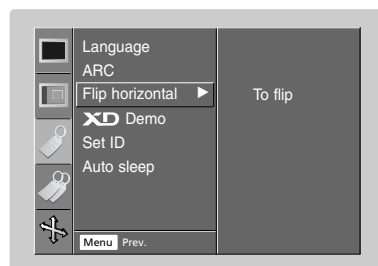 Language
ARC
Flip horizontal ► To flip
XD Demo
Set ID
Auto sleep
Menu Prev.